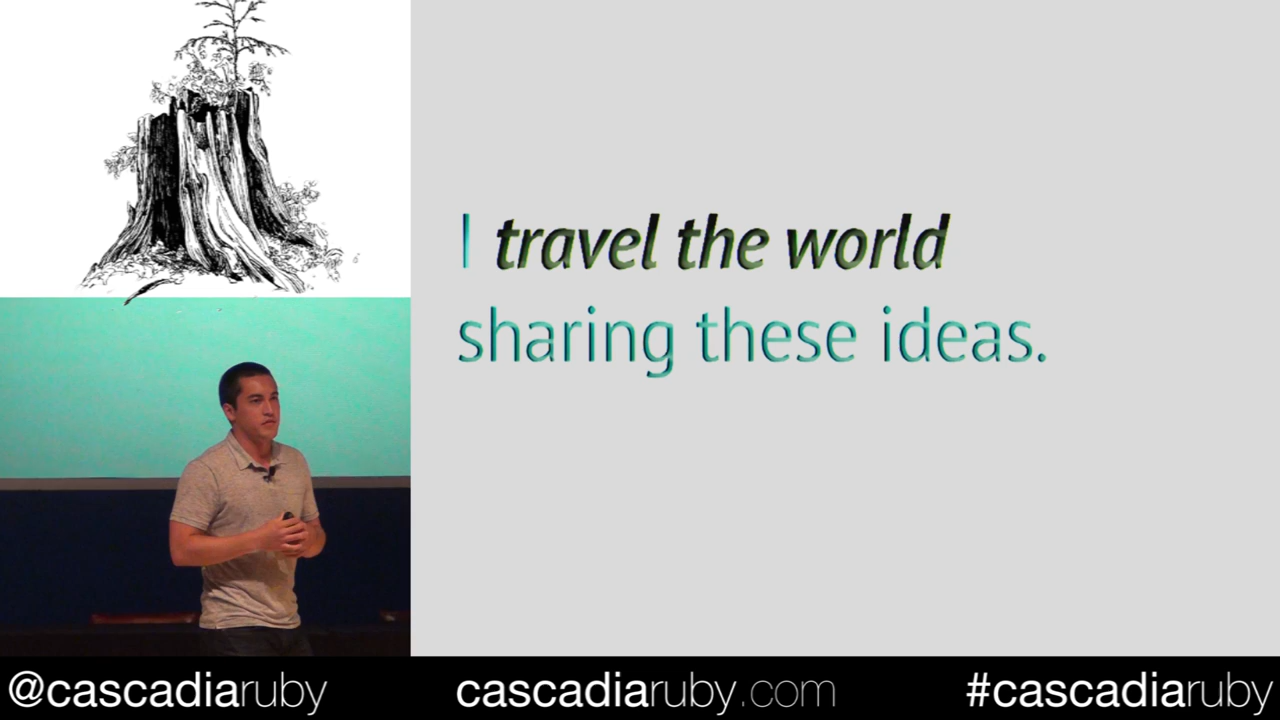 I travel the world
sharing these ideas.
@cascadiaruby
cascadiaruby.com
#cascadiaruby